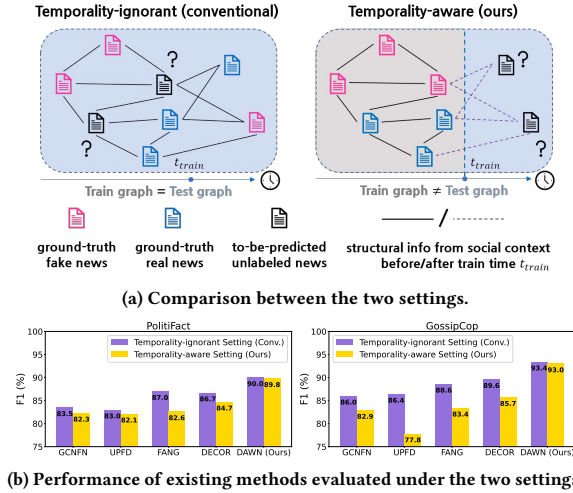 Temporality-ignorant (conventional)
Temporality-aware (ours)
?
?
t_train
Train graph = Test graph
?
?
t_train
Train graph ≠ Test graph
ground-truth
fake news
ground-truth
real news
to-be-predicted
unlabeled news
/
structural info from social context
before/after train time t_train
(a) Comparison between the two settings.
PolitiFact
F1 (%)
100
95
90
85
80
75
Temporality-ignorant Setting (Conv.)
Temporality-aware Setting (Ours)
83.5
82.3
83.0
82.1
87.0
82.6
86.7
84.7
90.0
89.8
GCNFN
UPFD
FANG
DECOR
DAWN (Ours)
GossipCop
F1 (%)
100
95
90
85
80
75
Temporality-ignorant Setting (Conv.)
Temporality-aware Setting (Ours)
86.0
82.9
86.4
77.8
88.6
83.4
89.6
85.7
93.4
93.0
GCNFN
UPFD
FANG
DECOR
DAWN (Ours)
(b) Performance of existing methods evaluated under the two setting